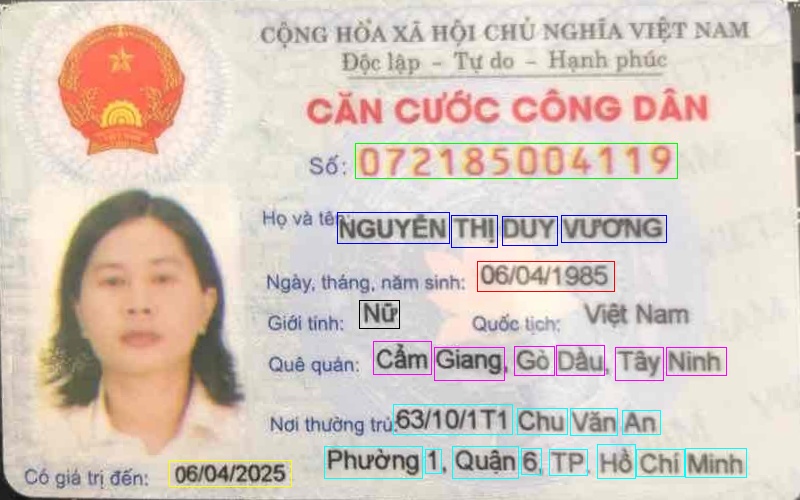 CỘNG HÒA XÃ HỘI CHỦ NGHĨA VIỆT NAM
Độc lập - Tự do - Hạnh phúc
CĂN CƯỚC CÔNG DÂN
Số: 072185004119
Họ và tên: NGUYỄN THỊ DUY VƯƠNG
Ngày, tháng, năm sinh: 06/04/1985
Giới tính: Nữ Quốc tịch: Việt Nam
Quê quán: Cẩm Giang, Gò Dầu, Tây Ninh
Nơi thường trú: 63/10/1T1 Chu Văn An
Phường 1, Quận 6, TP. Hồ Chí Minh
Có giá trị đến: 06/04/2025